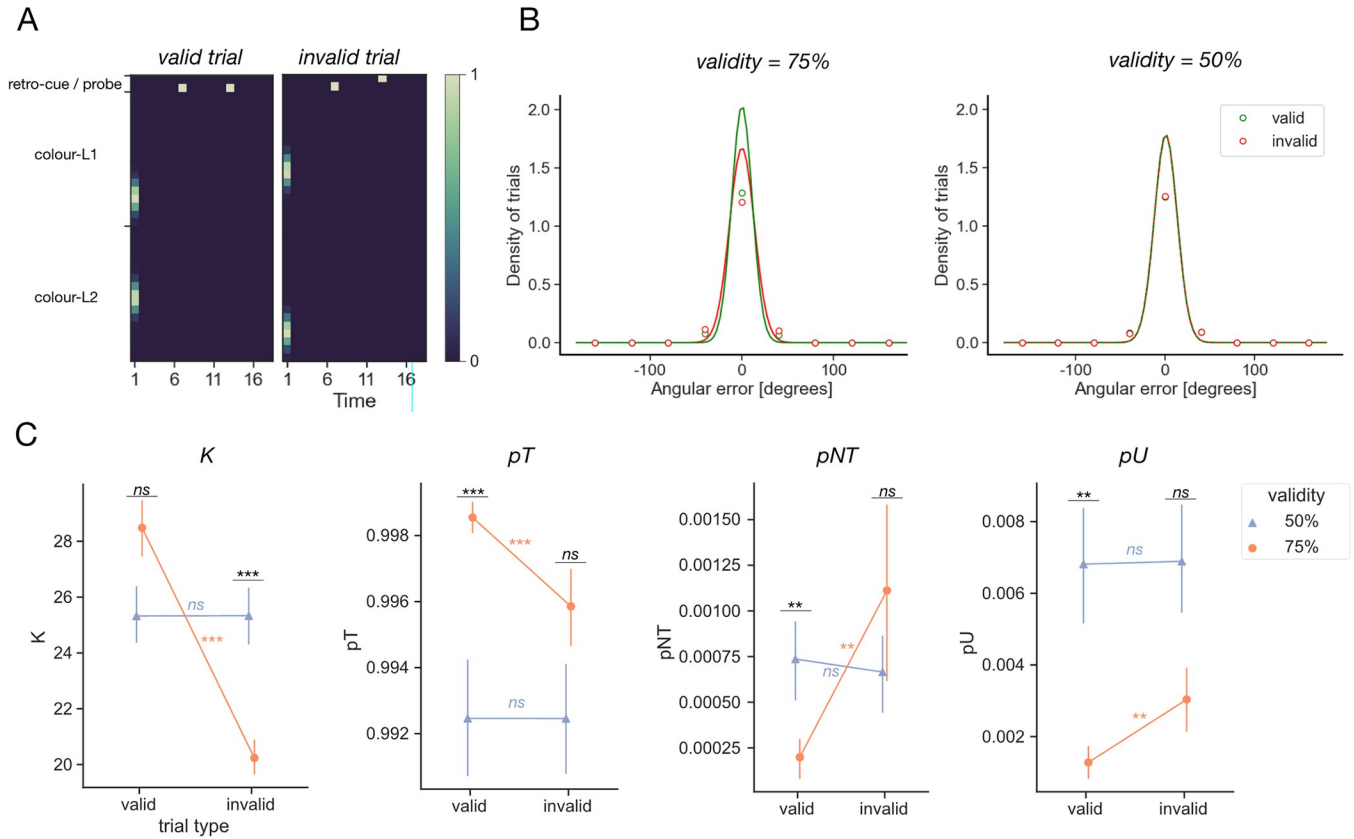 A
valid trial
invalid trial
retro-cue / probe
colour-L1
colour-L2
1
0
1 6 11 16
1 6 11 16
Time
B
validity = 75%
validity = 50%
Density of trials
2.0
1.5
1.0
0.5
0.0
-100 0 100
Angular error [degrees]
Density of trials
2.0
1.5
1.0
0.5
0.0
-100 0 100
Angular error [degrees]
valid
invalid
C
K
ns
***
ns
***
K
28
26
24
22
20
valid invalid
trial type
pT
***
ns
***
ns
pT
0.998
0.996
0.994
0.992
valid invalid
pNT
ns
**
**
ns
pNT
0.00150
0.00125
0.00100
0.00075
0.00050
0.00025
valid invalid
pU
**
ns
ns
**
pU
0.008
0.006
0.004
0.002
valid invalid
validity
50%
75%